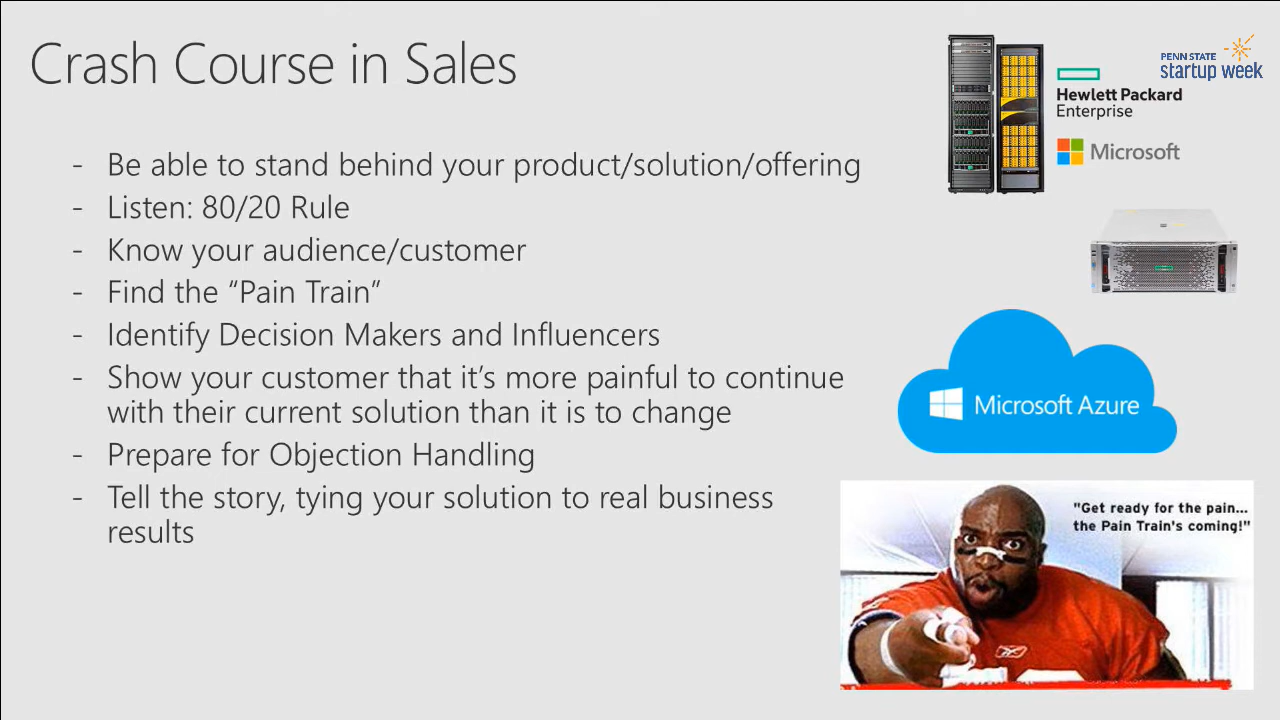 Crash Course in Sales
PENN STATE
startup week
Hewlett Packard
Enterprise
Microsoft
- Be able to stand behind your product/solution/offering
- Listen: 80/20 Rule
- Know your audience/customer
- Find the “Pain Train”
- Identify Decision Makers and Influencers
- Show your customer that it’s more painful to continue
with their current solution than it is to change
- Prepare for Objection Handling
- Tell the story, tying your solution to real business
results
Microsoft Azure
"Get ready for the pain...
the Pain Train's coming!"